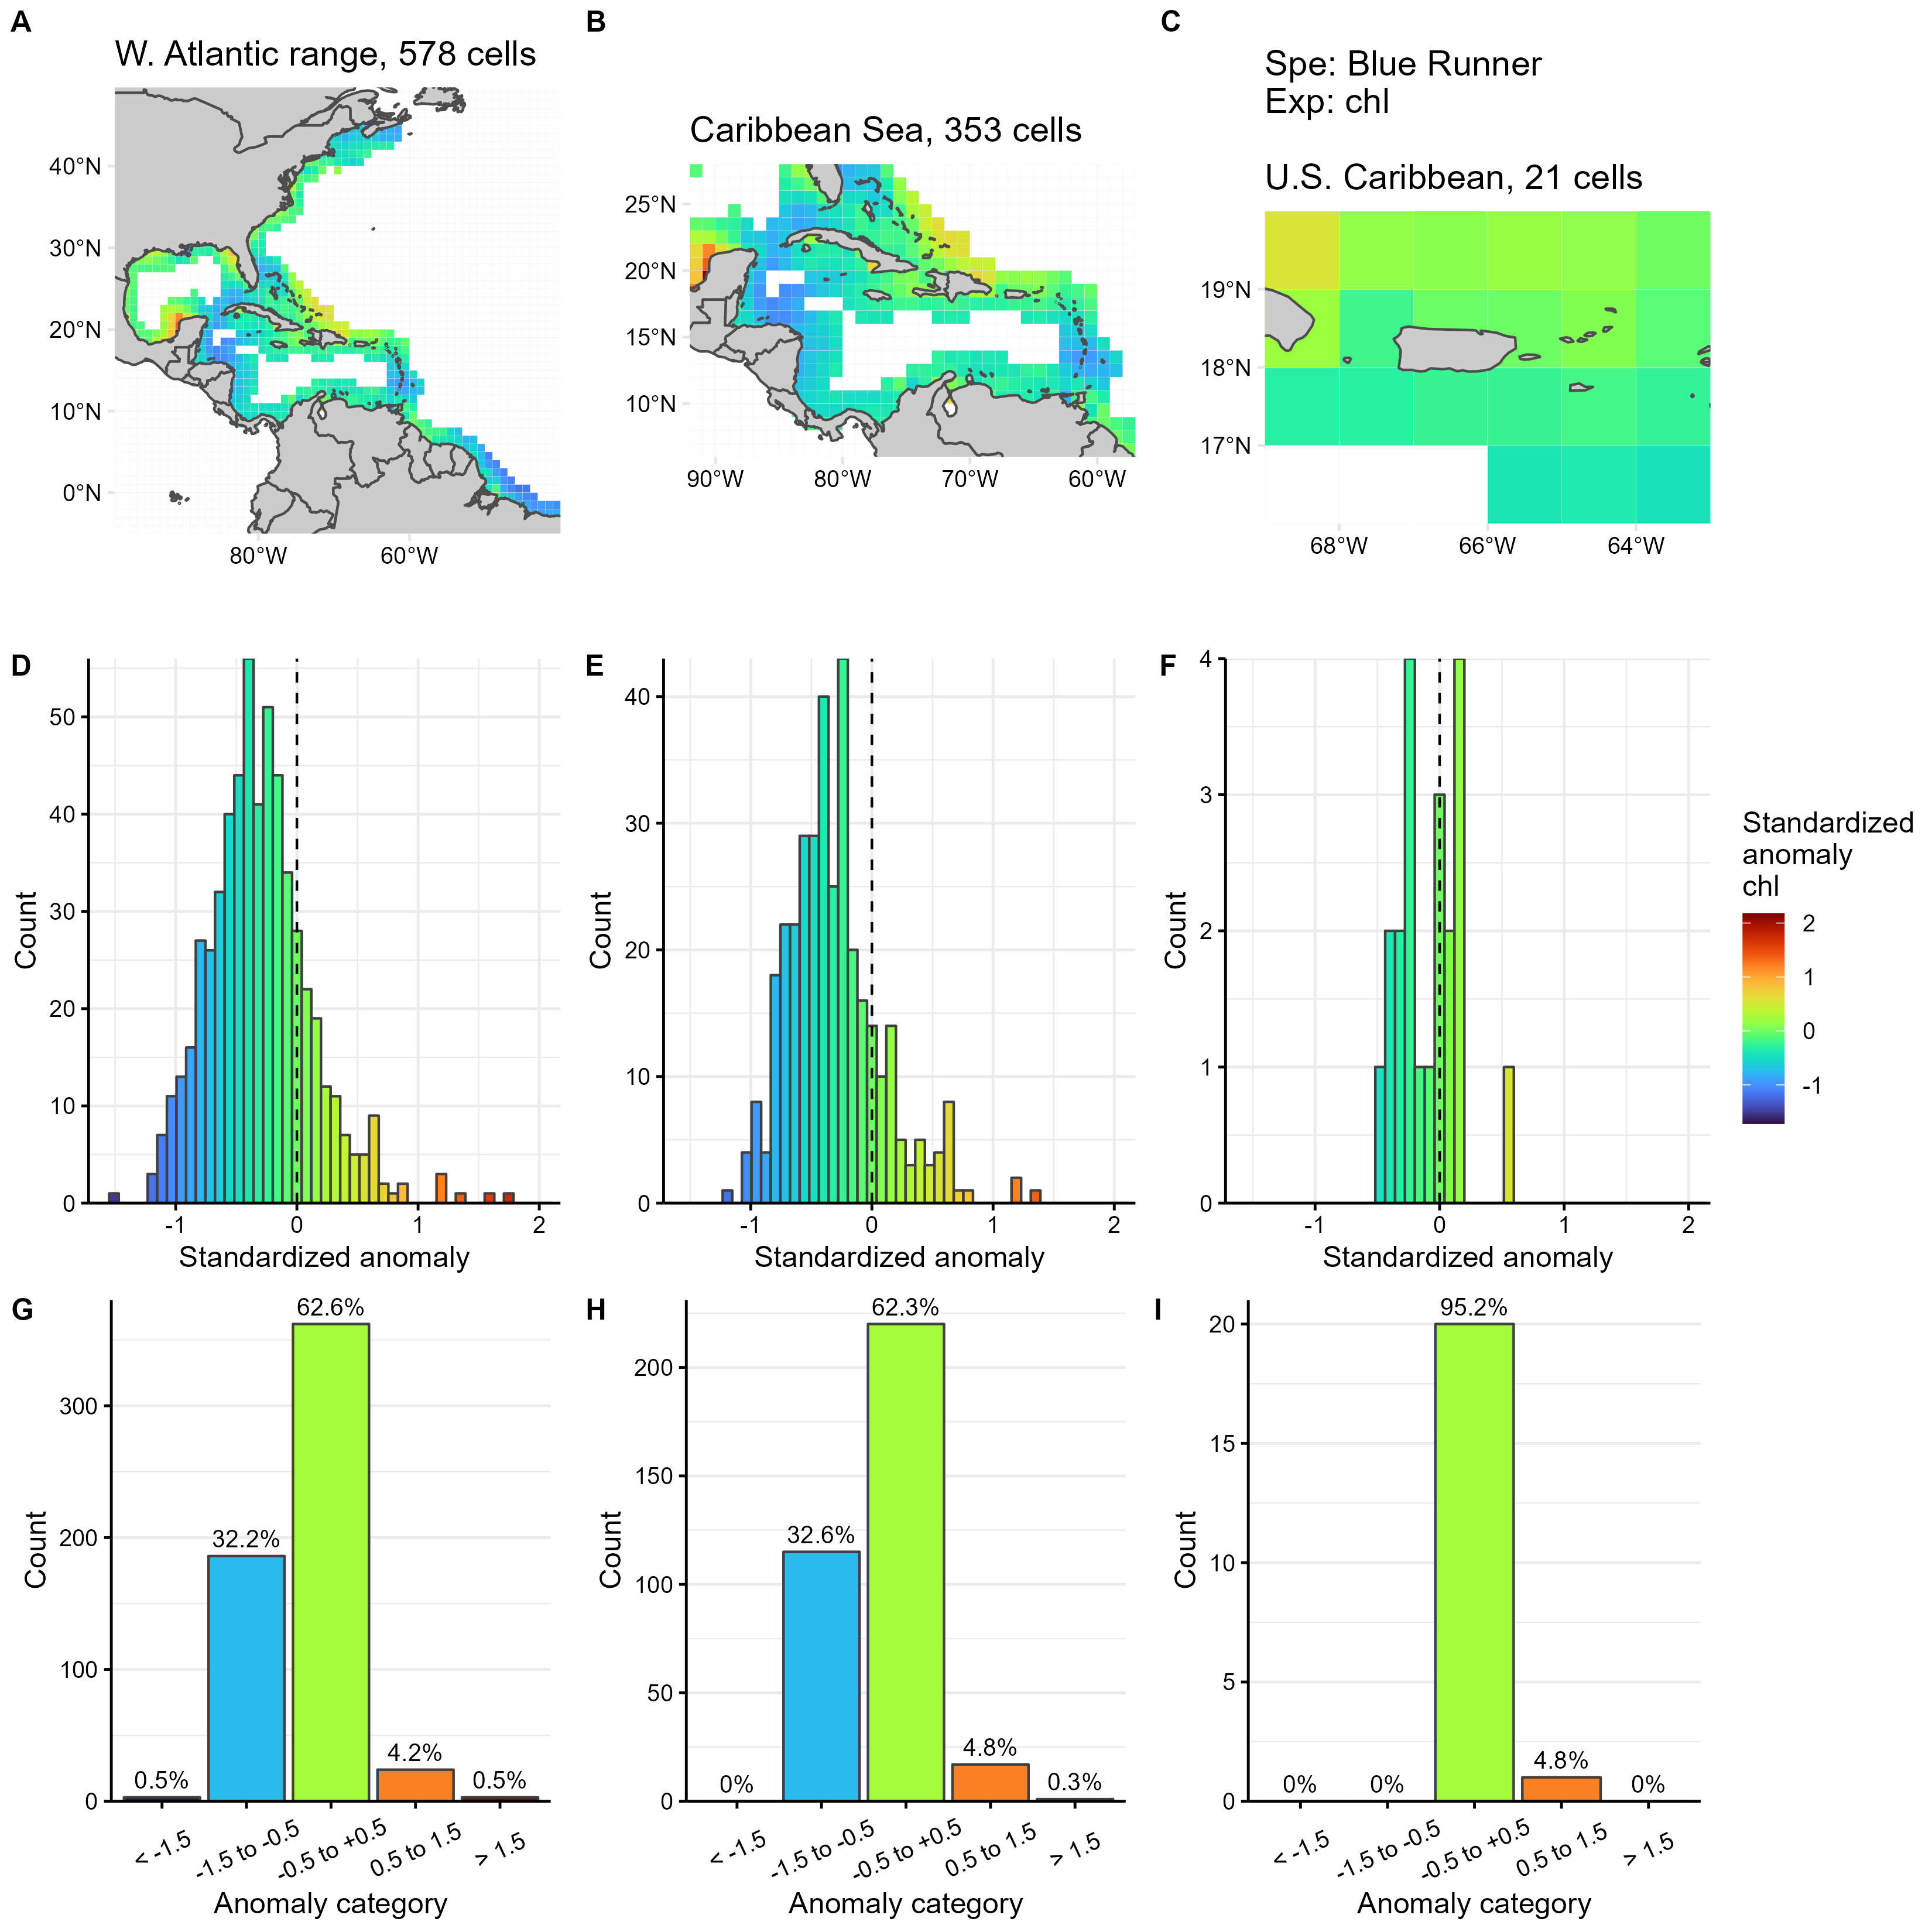 A
W. Atlantic range, 578 cells
40°N
30°N
20°N
10°N
0°N
80°W
60°W
B
Caribbean Sea, 353 cells
25°N
20°N
15°N
10°N
90°W
80°W
70°W
60°W
C
Spe: Blue Runner
Exp: chl
U.S. Caribbean, 21 cells
19°N
18°N
17°N
68°W
66°W
64°W
D
Count
50
40
30
20
10
0
-1
0
1
2
Standardized anomaly
E
Count
40
30
20
10
0
-1
0
1
2
Standardized anomaly
F
Count
4
3
2
1
0
-1
0
1
2
Standardized anomaly
Standardized
anomaly
chl
2
1
0
-1
G
Count
300
200
100
0
0.5%
32.2%
62.6%
4.2%
0.5%
< -1.5
-1.5 to -0.5
-0.5 to +0.5
0.5 to 1.5
> 1.5
Anomaly category
H
Count
200
150
100
50
0
0%
32.6%
62.3%
4.8%
0.3%
< -1.5
-1.5 to -0.5
-0.5 to +0.5
0.5 to 1.5
> 1.5
Anomaly category
I
Count
20
15
10
5
0
0%
0%
95.2%
4.8%
0%
< -1.5
-1.5 to -0.5
-0.5 to +0.5
0.5 to 1.5
> 1.5
Anomaly category